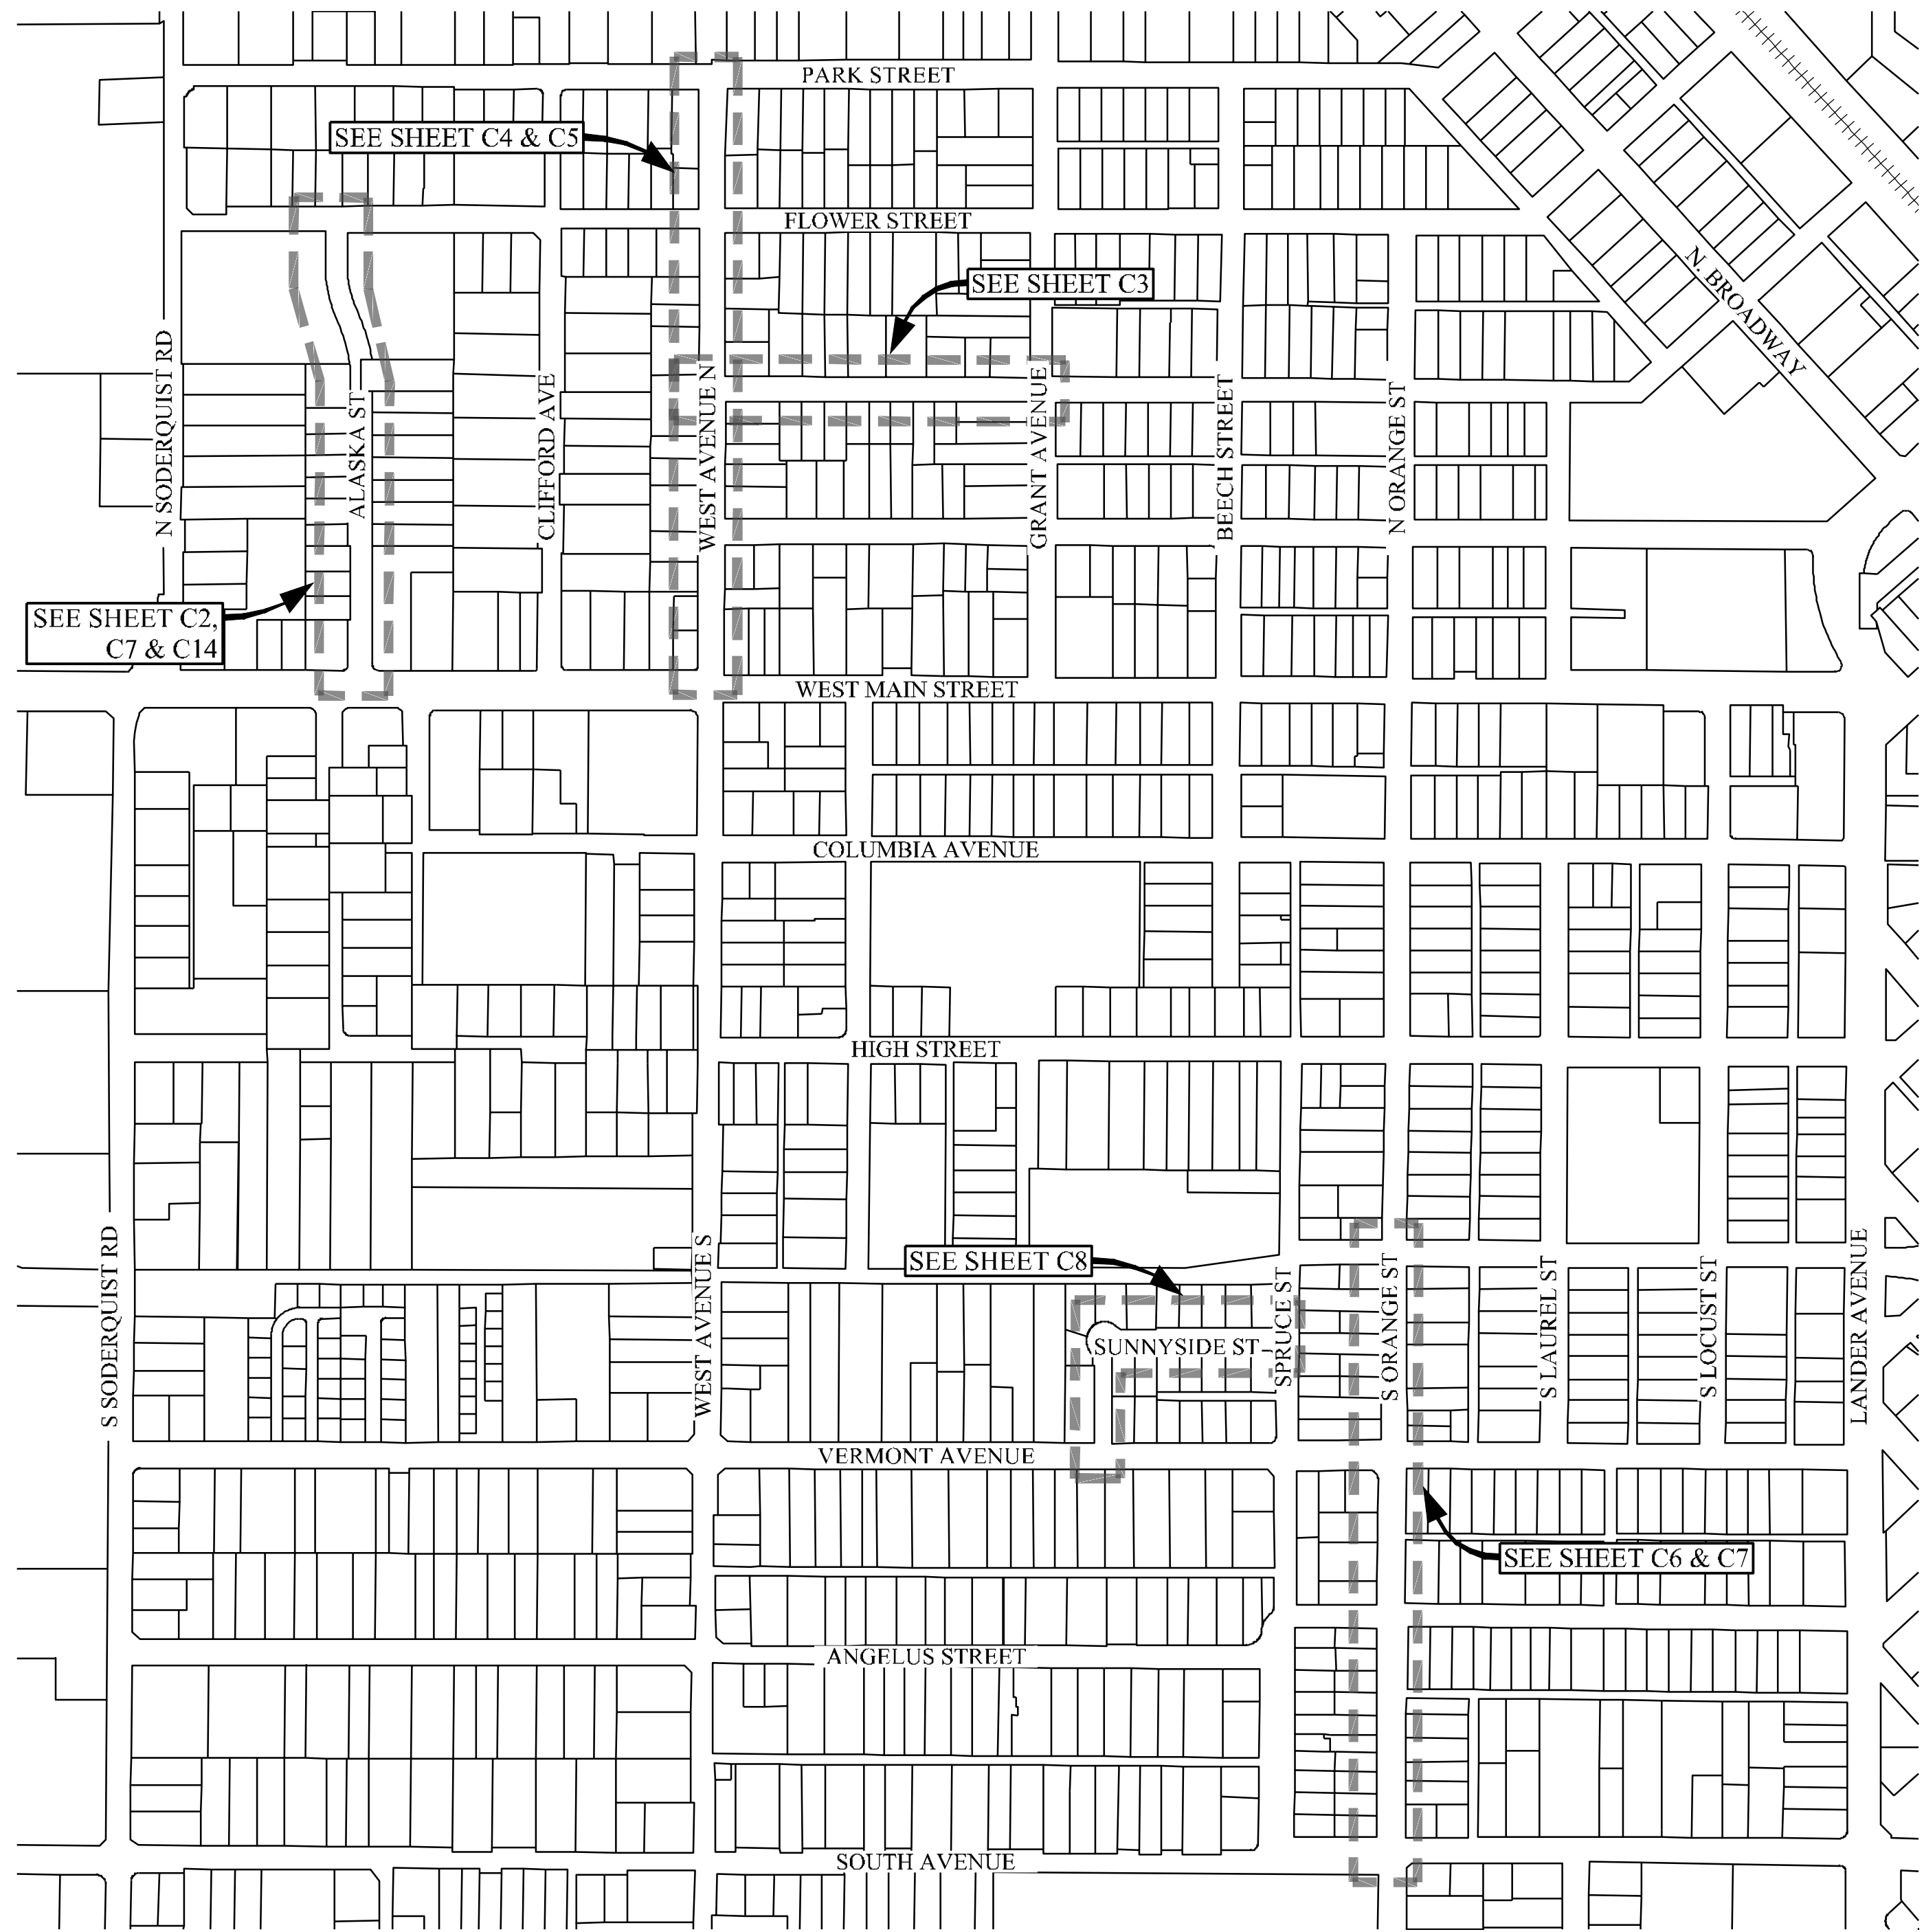 PARK STREET
SEE SHEET C4 & C5
FLOWER STREET
N. BROADWAY
SEE SHEET C3
N SODERQUIST RD
ALASKA ST
CLIFFORD AVE
WEST AVENUE N
GRANT AVENUE
BEECH STREET
N ORANGE ST
SEE SHEET C2,
C7 & C14
WEST MAIN STREET
COLUMBIA AVENUE
HIGH STREET
S SODERQUIST RD
WEST AVENUE S
SEE SHEET C8
SUNNYSIDE ST
SPRUCE ST
S ORANGE ST
S LAUREL ST
S LOCUST ST
LANDER AVENUE
VERMONT AVENUE
SEE SHEET C6 & C7
ANGELUS STREET
SOUTH AVENUE